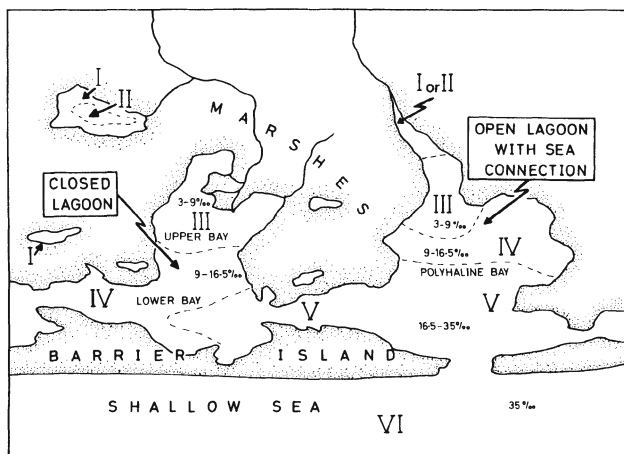 I
II
MARSHES
I or II
OPEN LAGOON
WITH SEA
CONNECTION
CLOSED
LAGOON
3-9‰
III
UPPER BAY
III
3-9‰
I
9-16·5‰
9-16·5‰
IV
POLYHALINE BAY
IV
LOWER BAY
V
V
16·5-35‰
BARRIER ISLAND
SHALLOW SEA
35‰
VI